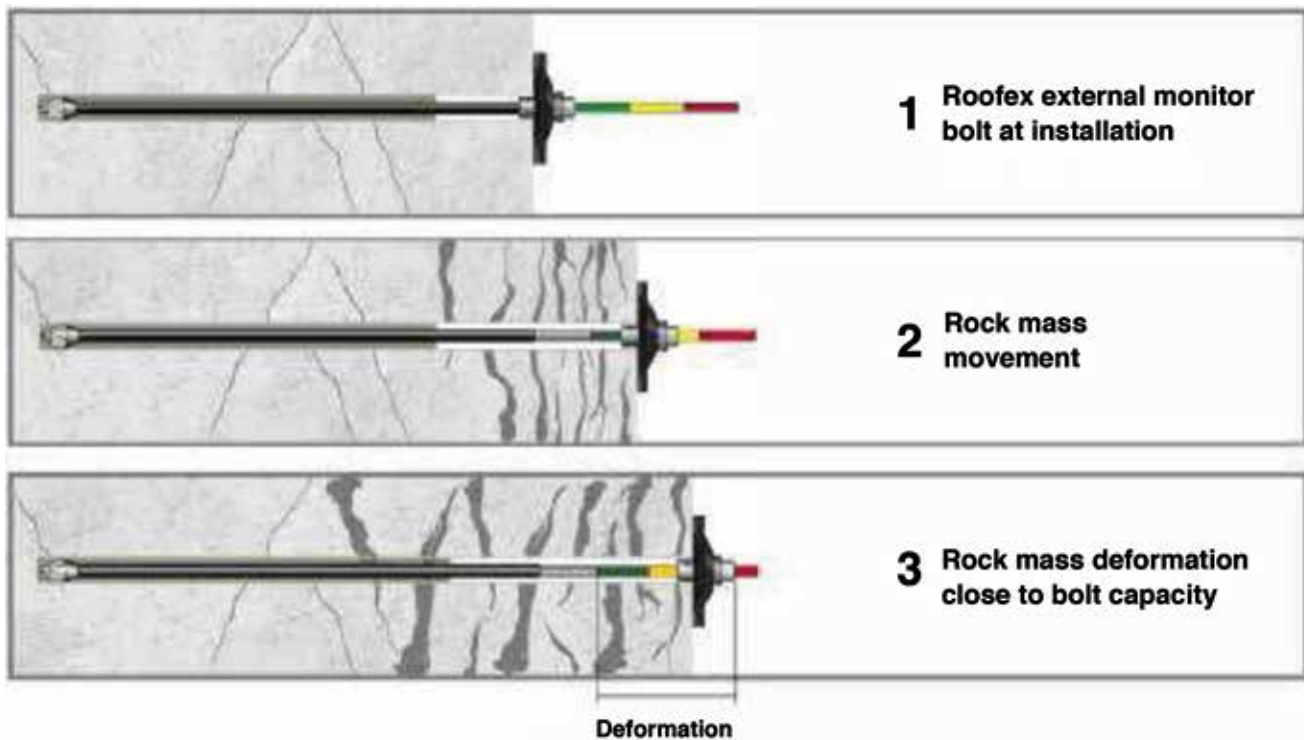 1 Roofex external monitor
bolt at installation
2 Rock mass
movement
3 Rock mass deformation
close to bolt capacity
Deformation